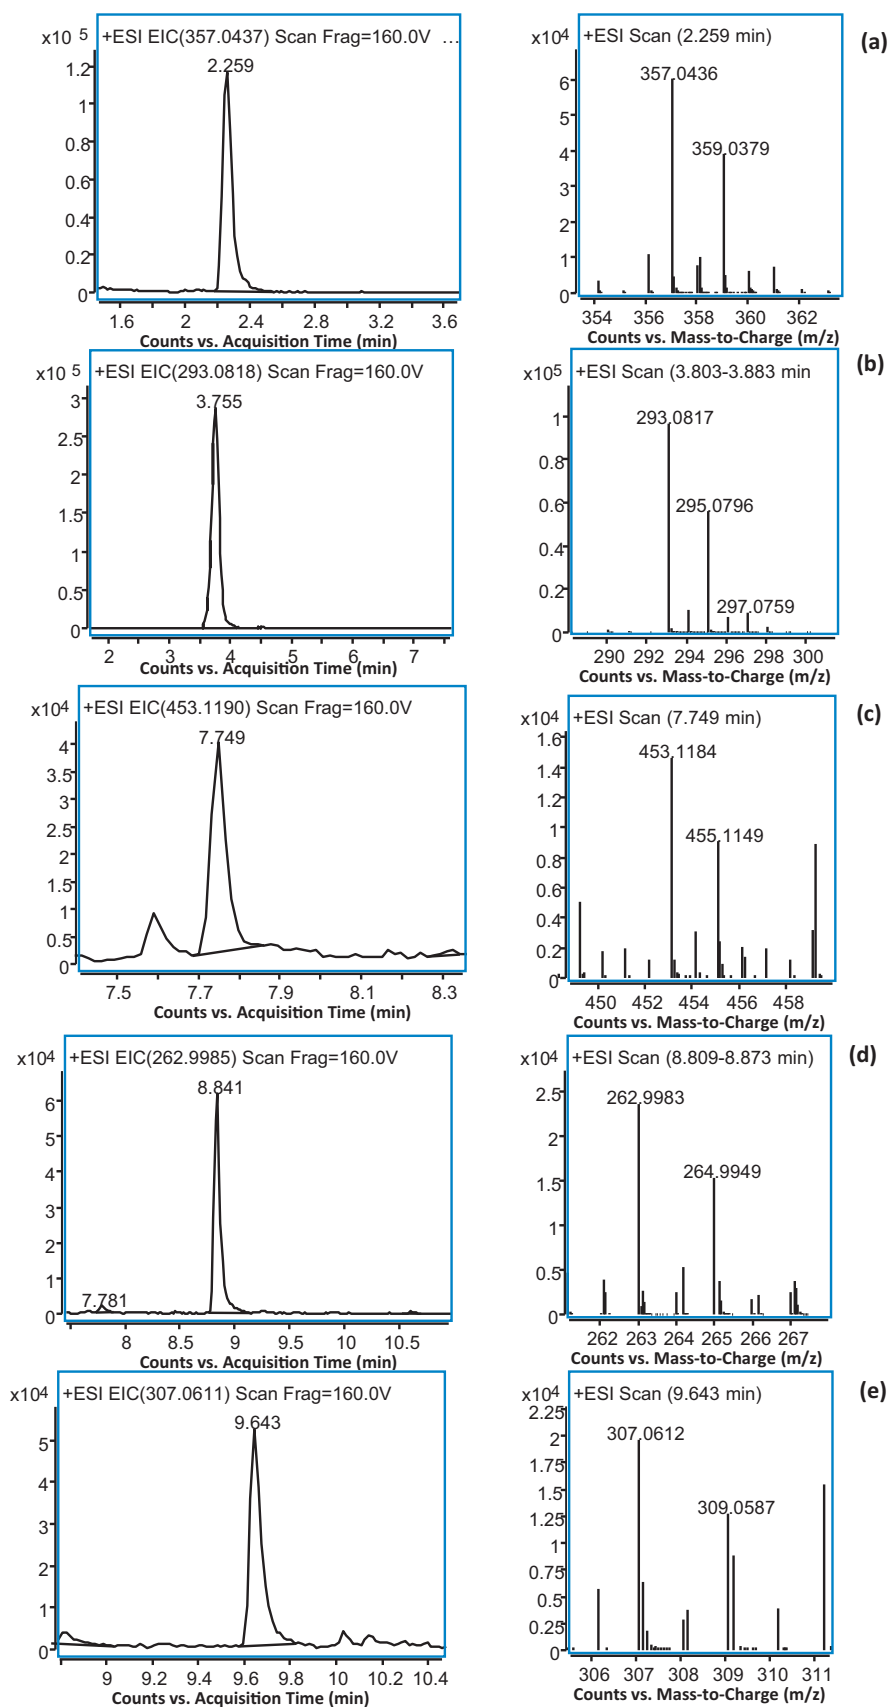 +ESI EIC(357.0437) Scan Frag=160.0V ...
x10 5
2.259
1.2
1
0.8
0.6
0.4
0.2
0
1.6 2 2.4 2.8 3.2 3.6
Counts vs. Acquisition Time (min)
+ESI Scan (2.259 min)
(a)
x10⁴
357.0436
359.0379
6
5
4
3
2
1
0
354 356 358 360 362
Counts vs. Mass-to-Charge (m/z)
+ESI EIC(293.0818) Scan Frag=160.0V
x10 5
3.755
3
2.5
2
1.5
1
0.5
0
2 3 4 5 6 7
Counts vs. Acquisition Time (min)
+ESI Scan (3.803-3.883 min
(b)
x10⁵
293.0817
295.0796
297.0759
1
0.8
0.6
0.4
0.2
0
290 292 294 296 298 300
Counts vs. Mass-to-Charge (m/z)
+ESI EIC(453.1190) Scan Frag=160.0V
x10⁴
7.749
4
3.5
3
2.5
2
1.5
1
0.5
0
7.5 7.7 7.9 8.1 8.3
Counts vs. Acquisition Time (min)
+ESI Scan (7.749 min)
(c)
x10⁴
453.1184
455.1149
1.6
1.4
1.2
1
0.8
0.6
0.4
0.2
0
450 452 454 456 458
Counts vs. Mass-to-Charge (m/z)
+ESI EIC(262.9985) Scan Frag=160.0V
x10⁴
8.841
7.781
6
5
4
3
2
1
0
8 8.5 9 9.5 10 10.5
Counts vs. Acquisition Time (min)
+ESI Scan (8.809-8.873 min)
(d)
x10⁴
262.9983
264.9949
2.5
2
1.5
1
0.5
0
262 263 264 265 266 267
Counts vs. Mass-to-Charge (m/z)
+ESI EIC(307.0611) Scan Frag=160.0V
x10⁴
9.643
5
4
3
2
1
0
9 9.2 9.4 9.6 9.8 10 10.2 10.4
Counts vs. Acquisition Time (min)
+ESI Scan (9.643 min)
(e)
x10⁴
307.0612
309.0587
2.25
2
1.75
1.5
1.25
1
0.75
0.5
0.25
0
306 307 308 309 310 311
Counts vs. Mass-to-Charge (m/z)